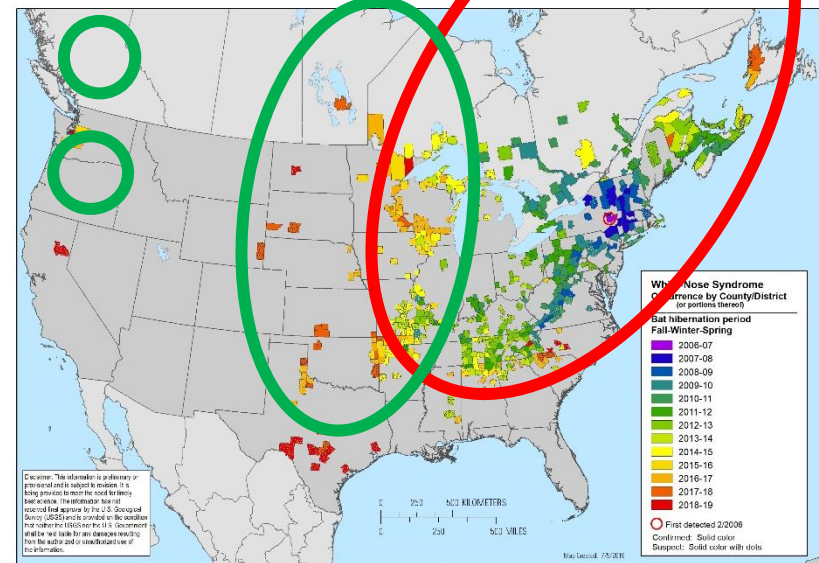 White-Nose Syndrome
Occurrence by County/District
(or portions thereof)
Bat hibernation period
Fall-Winter-Spring
2006-07
2007-08
2008-09
2009-10
2010-11
2011-12
2012-13
2013-14
2014-15
2015-16
2016-17
2017-18
2018-19
First detected 2/2006
Confirmed: Solid color
Suspect: Solid color with dots
Disclaimer: This information is preliminary or
provisional and is subject to revision. It is
being provided to meet the need for timely
best science. The information has not
received final approval by the U.S. Geological
Survey (USGS) and is provided on the condition
that neither the USGS nor the U.S. Government
shall be held liable for any damages resulting
from the authorized or unauthorized use of
the information.
0 250 500 KILOMETERS
0 250 500 MILES
Map Created: 7/9/2019